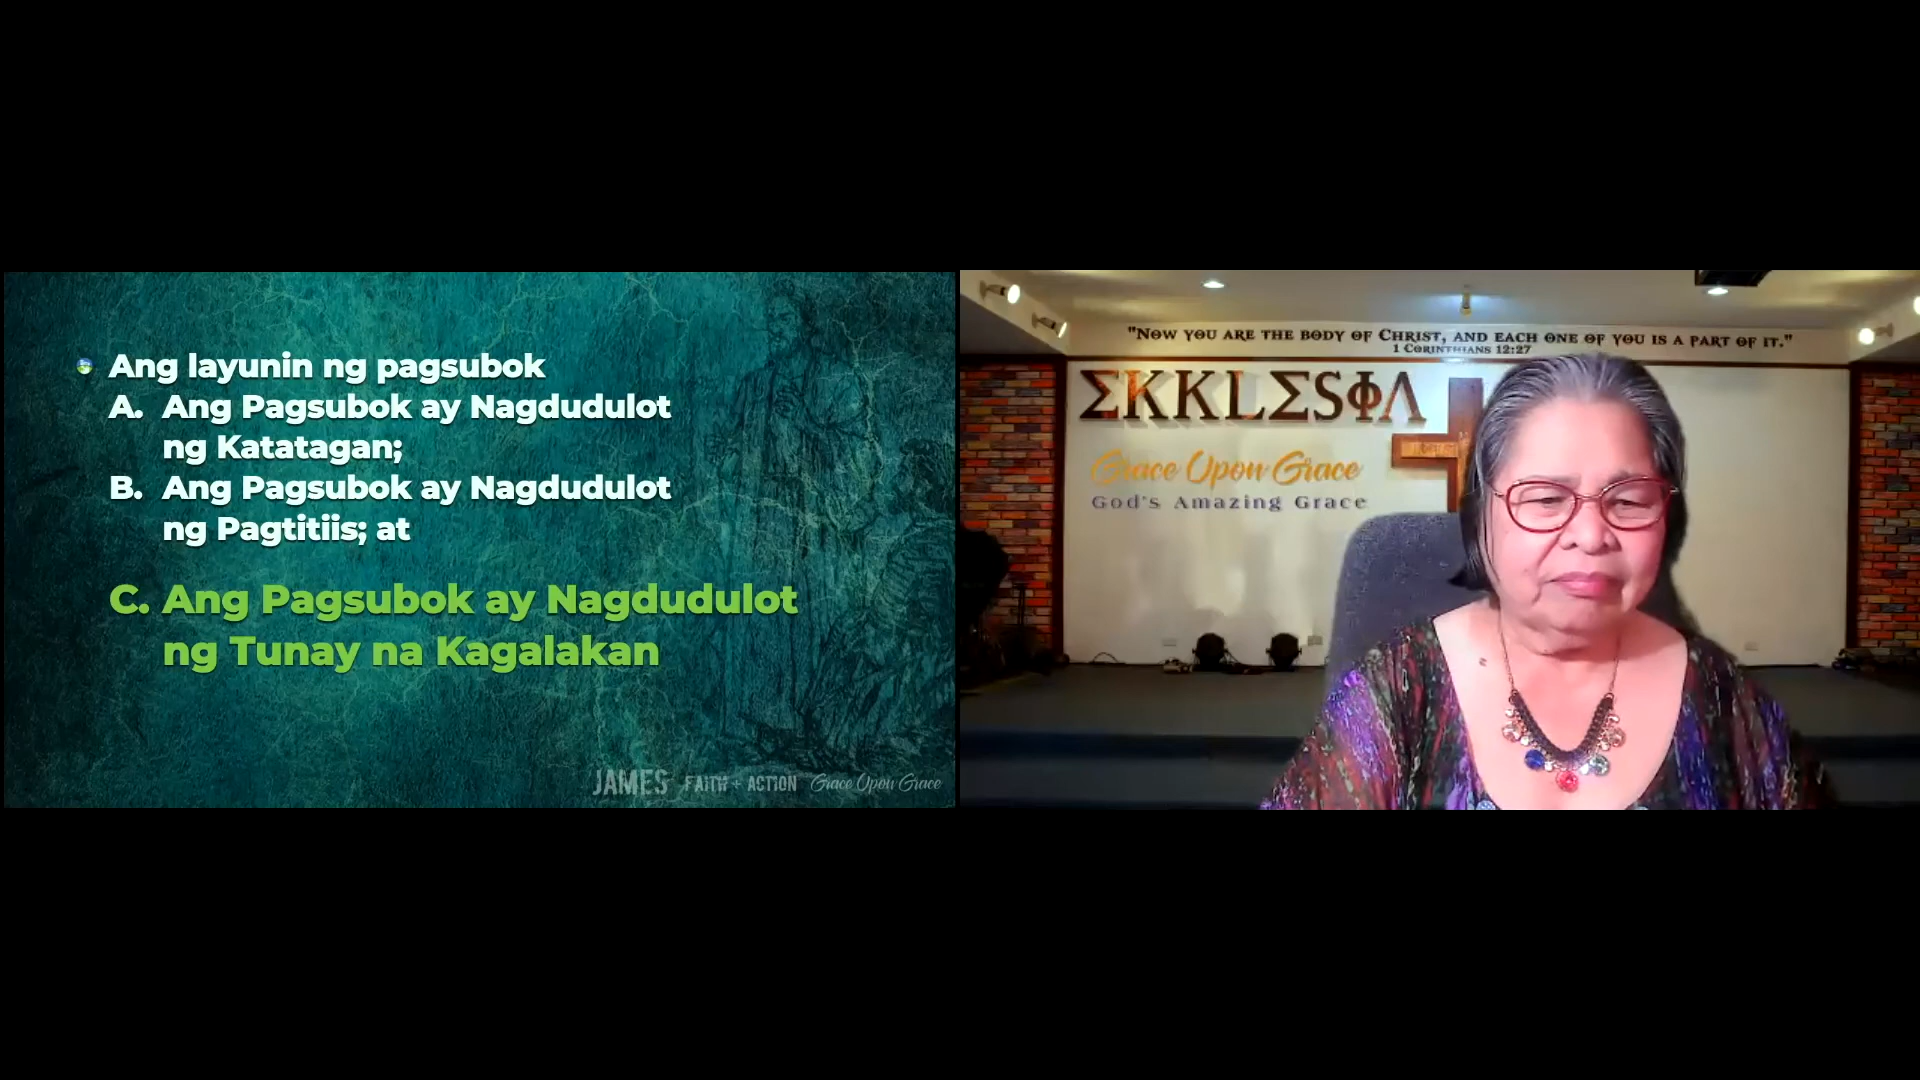 Ang layunin ng pagsubok
A. Ang Pagsubok ay Nagdudulot
ng Katatagan;
B. Ang Pagsubok ay Nagdudulot
ng Pagtitiis; at
C. Ang Pagsubok ay Nagdudulot
ng Tunay na Kagalakan
JAMES FAITH + ACTION Grace Upon Grace
"NOW YOU ARE THE BODY OF CHRIST, AND EACH ONE OF YOU IS A PART OF IT."
1 CORINTHIANS 12:27
ΣKKLΣSΦΛ
Grace Upon Grace
God's Amazing Grace